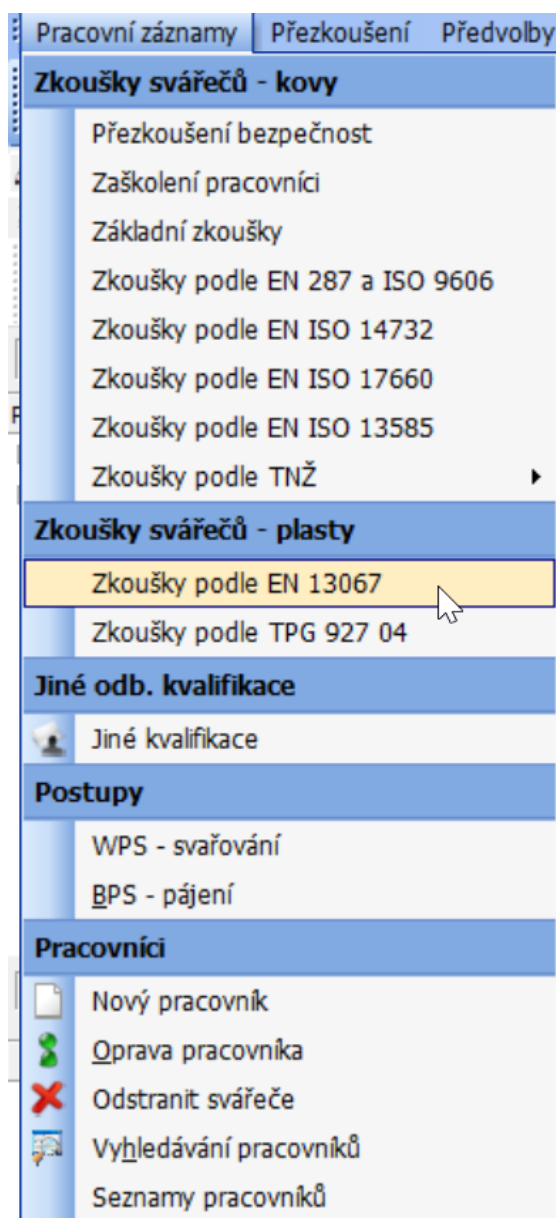 Pracovní záznamy Přezkoušení Předvolby
Zkoušky svářečů - kovy
Přezkoušení bezpečnost
Zaškolení pracovníci
Základní zkoušky
Zkoušky podle EN 287 a ISO 9606
Zkoušky podle EN ISO 14732
Zkoušky podle EN ISO 17660
Zkoušky podle EN ISO 13585
Zkoušky podle TNŽ
Zkoušky svářečů - plasty
Zkoušky podle EN 13067
Zkoušky podle TPG 927 04
Jiné odb. kvalifikace
Jiné kvalifikace
Postupy
WPS - svařování
BPS - pájení
Pracovníci
Nový pracovník
Oprava pracovníka
Odstranit svářeče
Vyhledávání pracovníků
Seznamy pracovníků